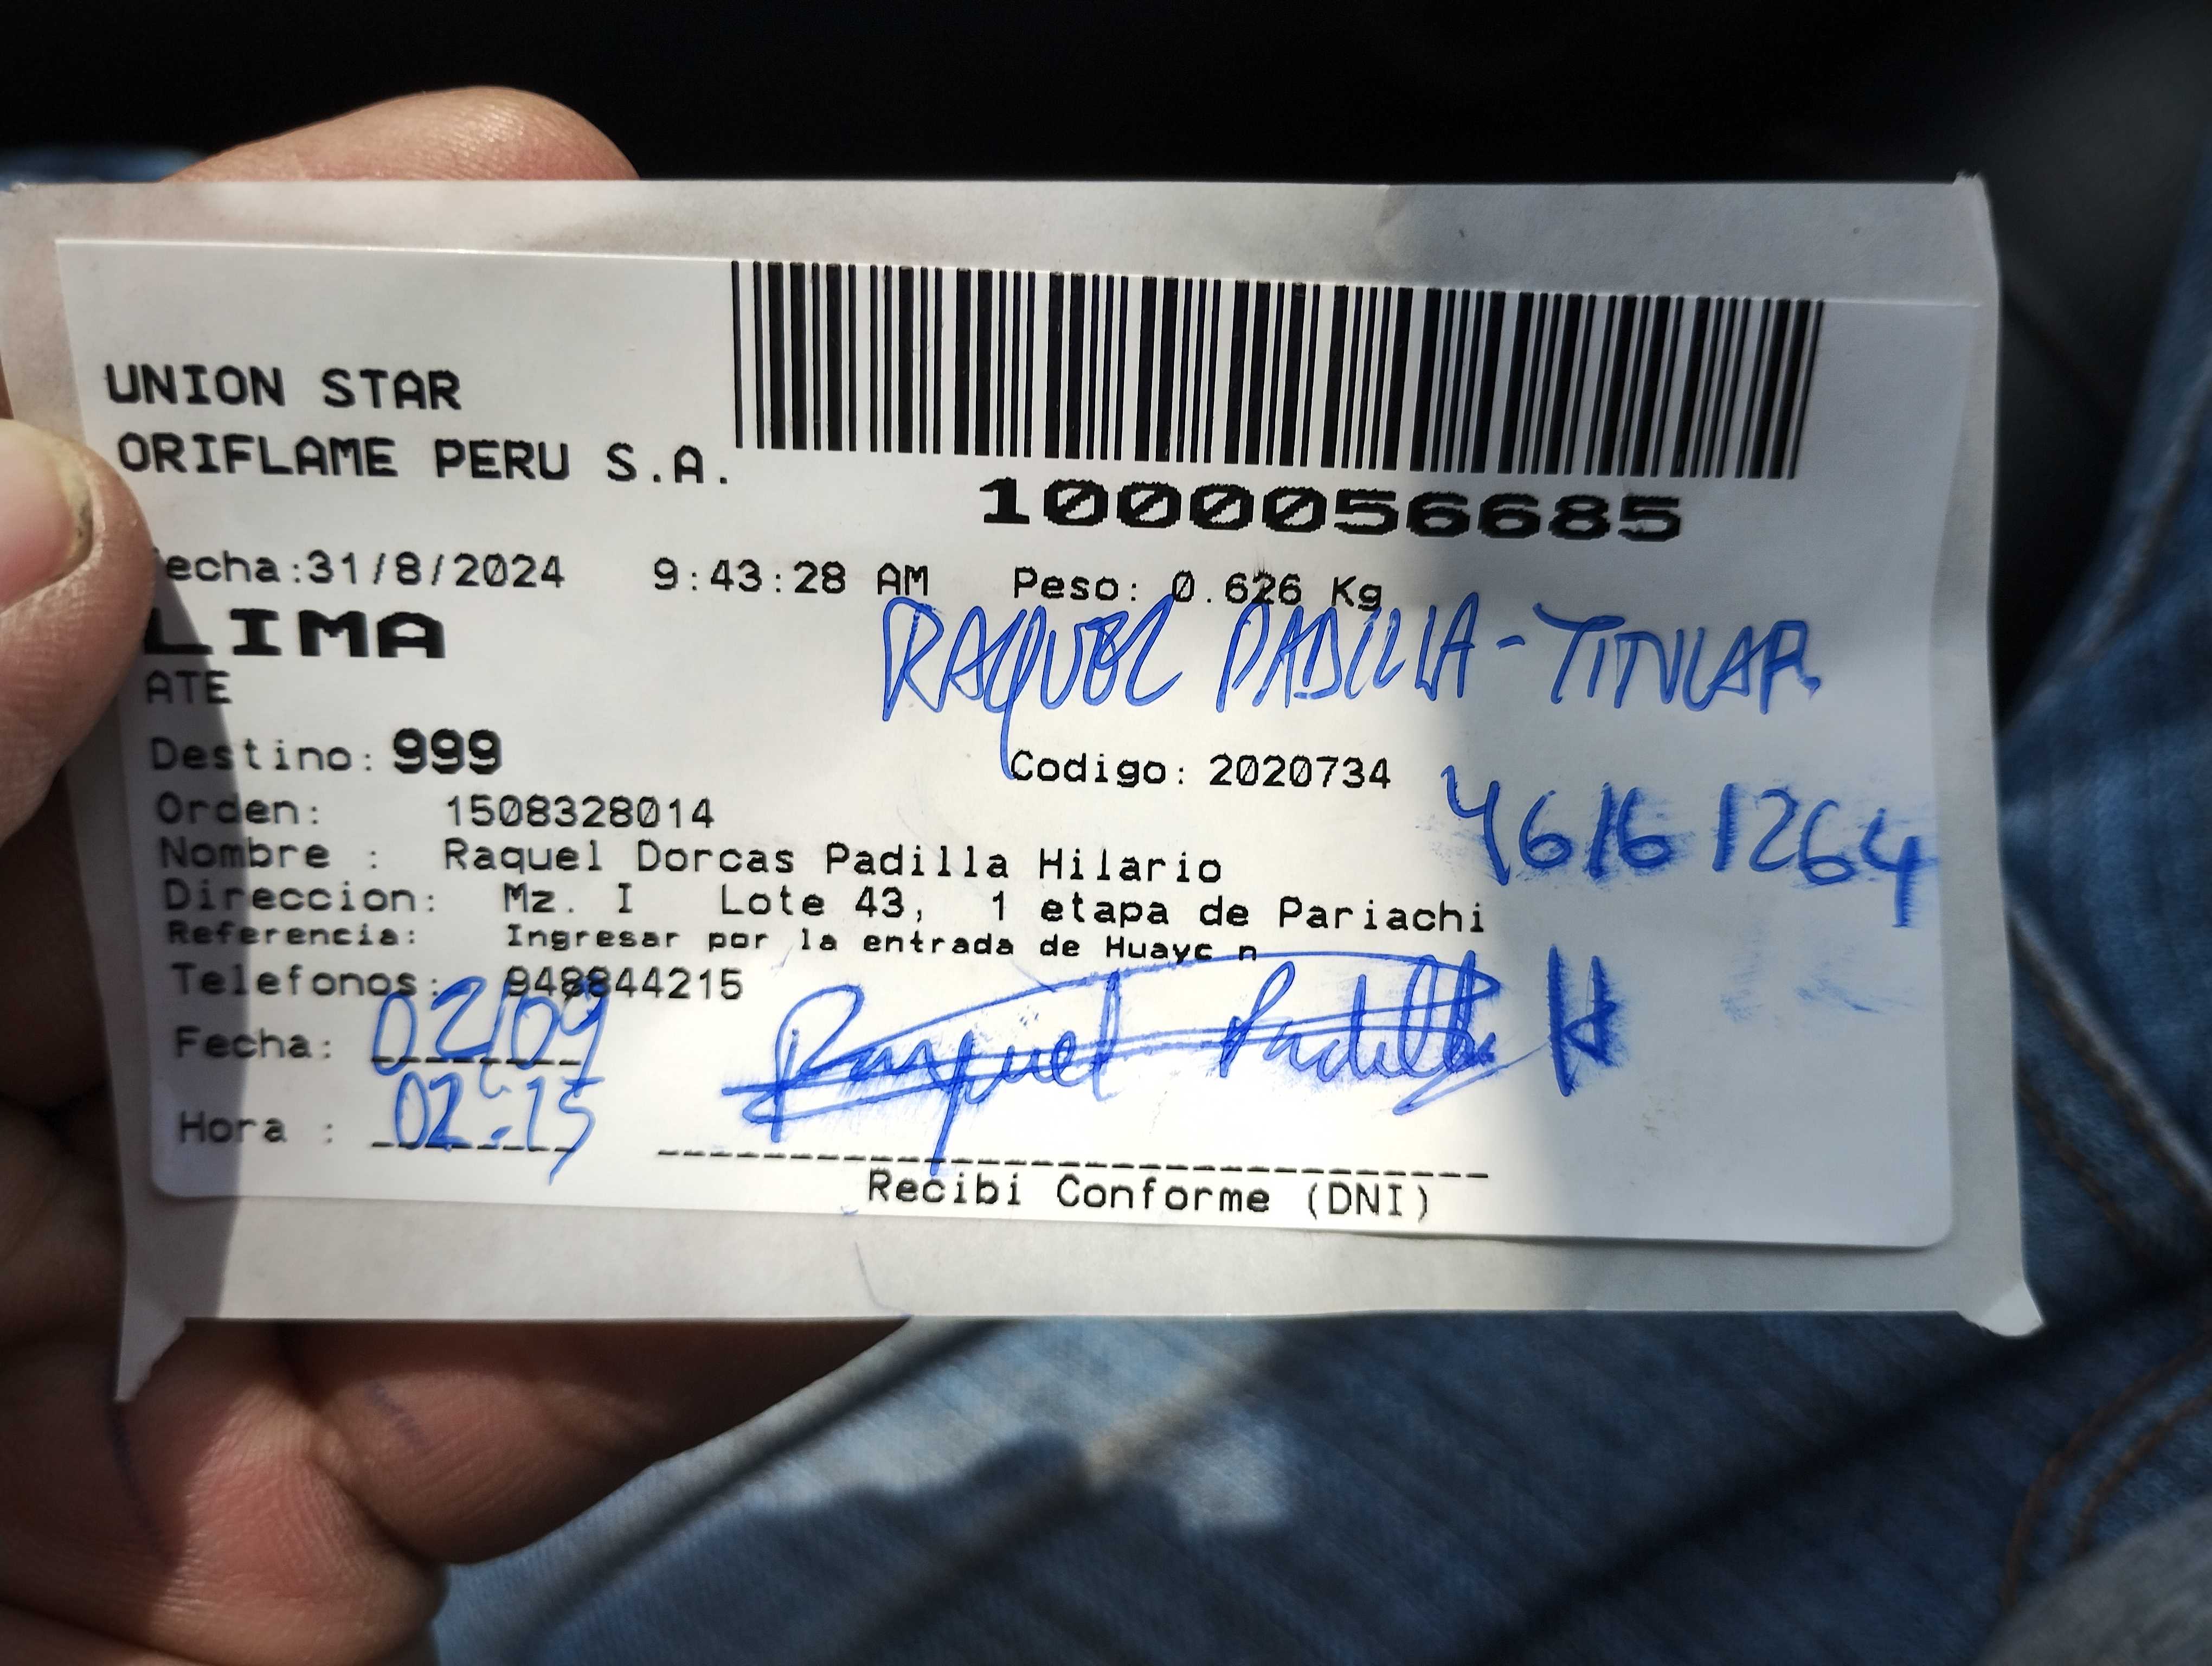 UNION STAR
ORIFLAME PERU S.A.
1000056685
echa:31/8/2024 9:43:28 AM Peso: 0.626 Kg
LIMA
RAQUEL PADILLA - TITULAR
ATE
Destino: 999 Codigo: 2020734
46161264
Orden: 1508328014
Nombre : Raquel Dorcas Padilla Hilario
Direccion: Mz. I Lote 43, 1 etapa de Pariachi
Referencia: Ingresar por la entrada de Huayc n
Telefonos: 948844215
Fecha: 02/09
Raquel Padilla H
Hora : 02:15
Recibi Conforme (DNI)